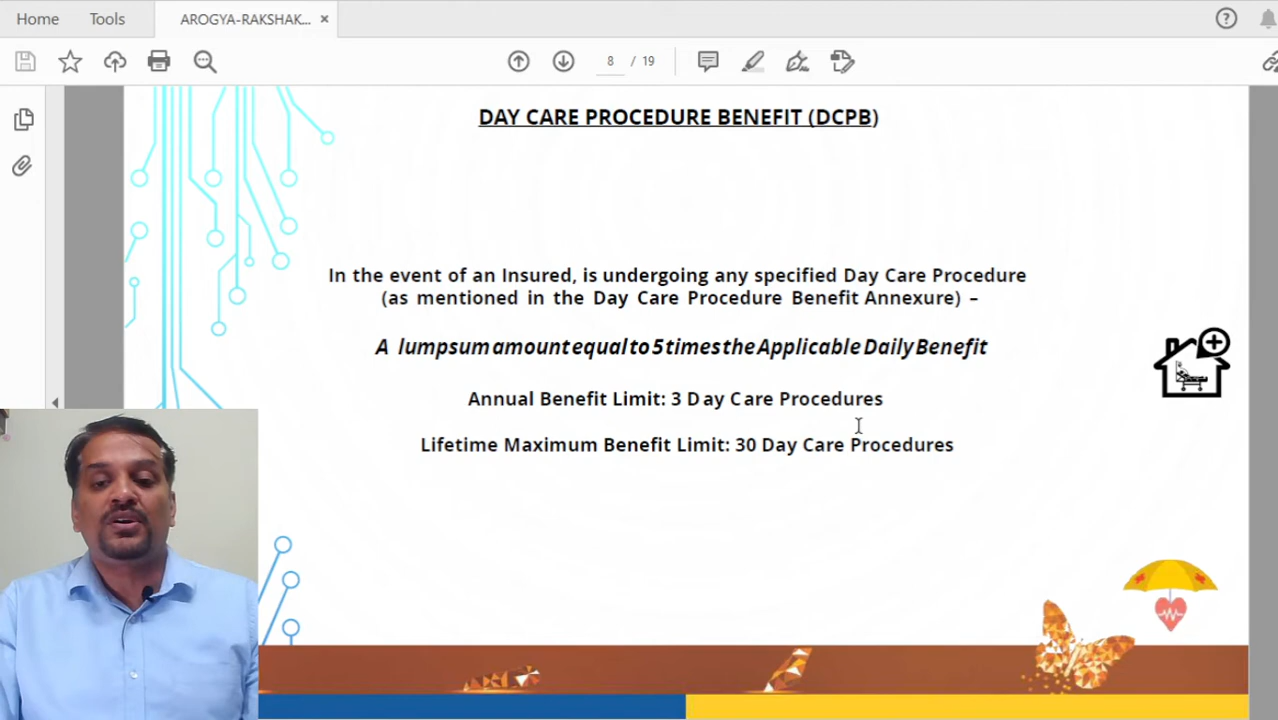 Home Tools AROGYA-RAKSHAK... ×
8 / 19
DAY CARE PROCEDURE BENEFIT (DCPB)
In the event of an Insured, is undergoing any specified Day Care Procedure
(as mentioned in the Day Care Procedure Benefit Annexure) –
A lumpsum amount equal to 5 times the Applicable Daily Benefit
Annual Benefit Limit: 3 Day Care Procedures
Lifetime Maximum Benefit Limit: 30 Day Care Procedures